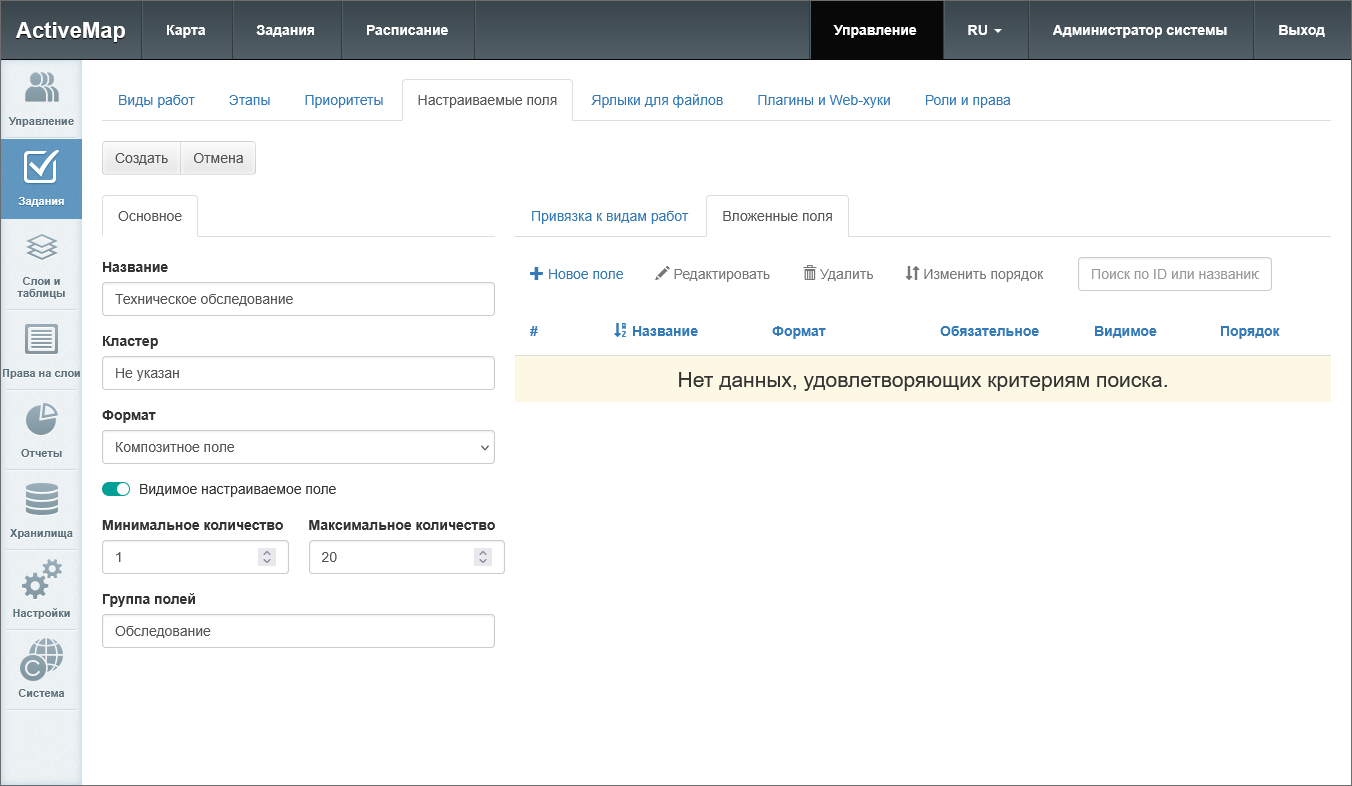 ActiveMap Карта Задания Расписание Управление RU Администратор системы Выход
Управление
Задания
Слои и
таблицы
Права на слои
Отчеты
Хранилища
Настройки
Система
Виды работ Этапы Приоритеты Настраиваемые поля Ярлыки для файлов Плагины и Web-хуки Роли и права
Создать Отмена
Основное
Название
Техническое обследование
Кластер
Не указан
Формат
Композитное поле
Видимое настраиваемое поле
Минимальное количество Максимальное количество
1 20
Группа полей
Обследование
Привязка к видам работ Вложенные поля
Новое поле Редактировать Удалить Изменить порядок Поиск по ID или названию
# Название Формат Обязательное Видимое Порядок
Нет данных, удовлетворяющих критериям поиска.